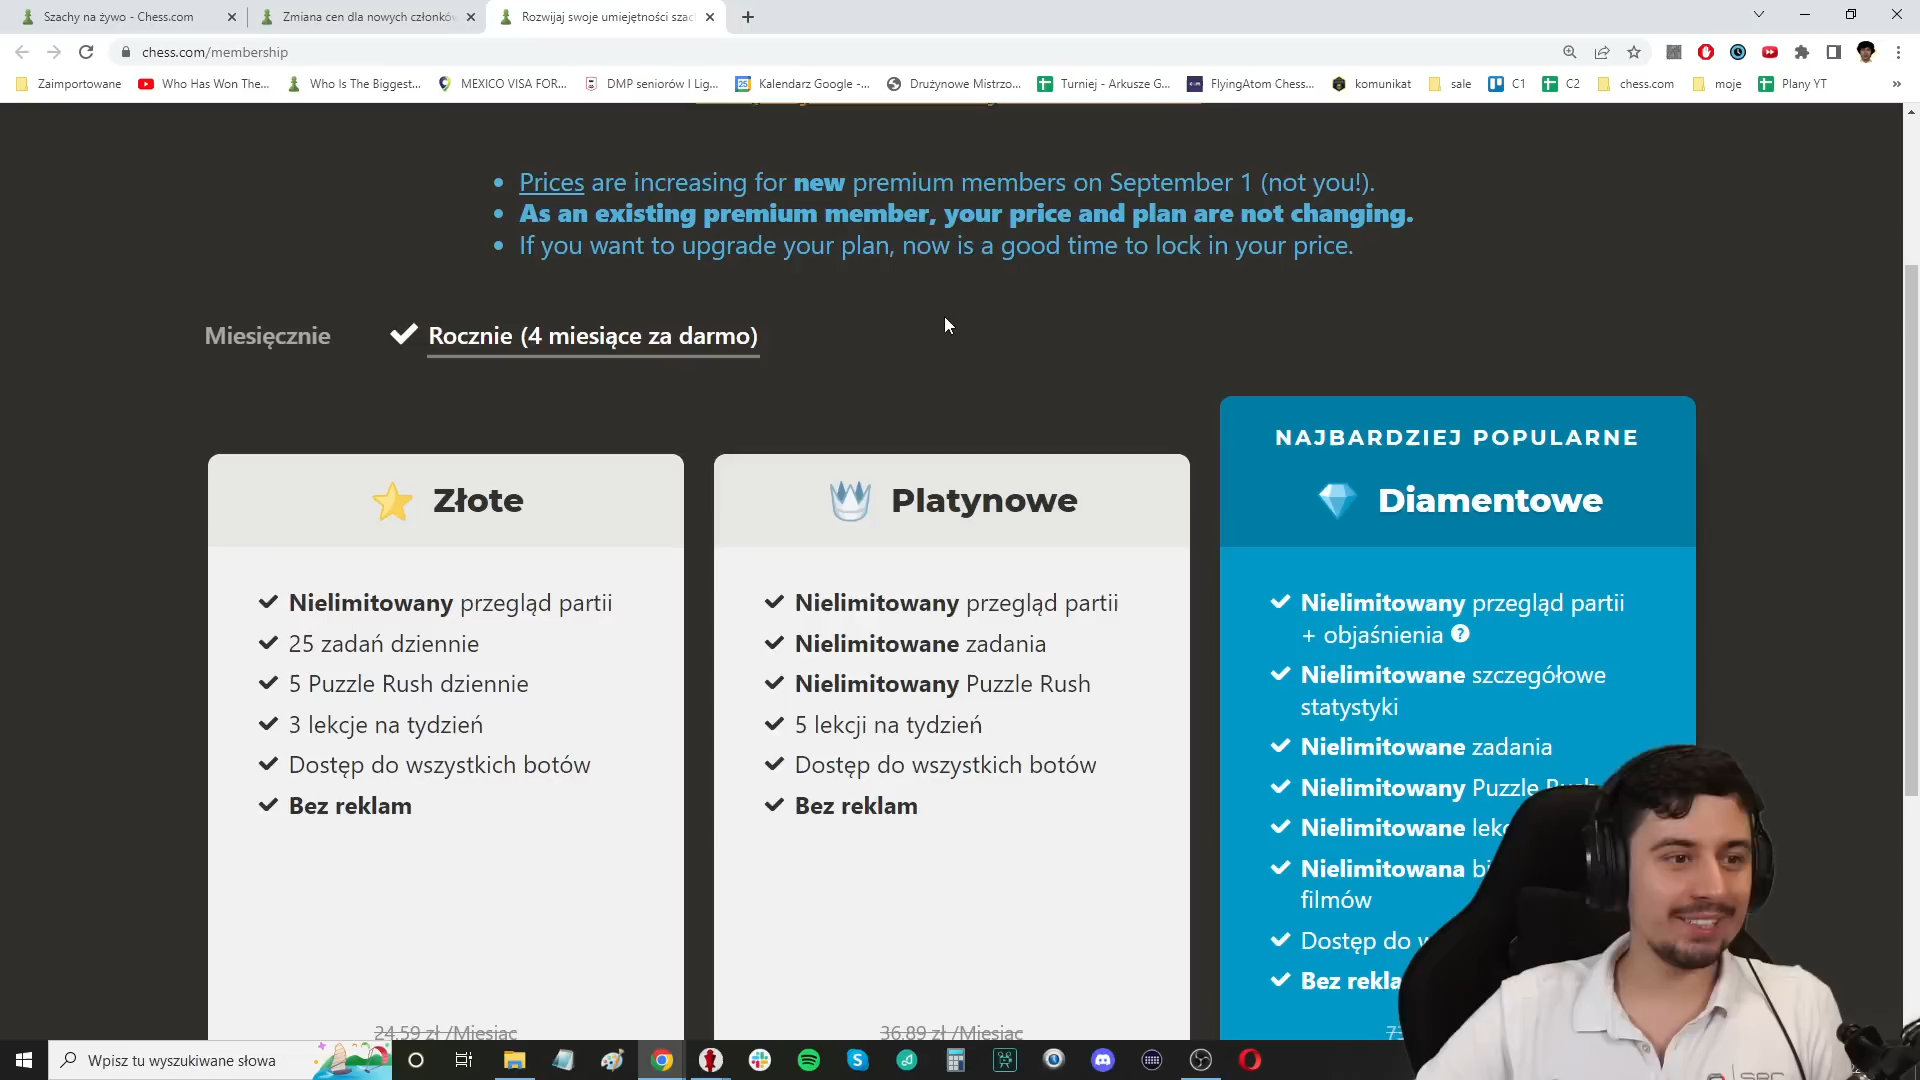 Szachy na żywo - Chess.com
Zmiana cen dla nowych członków
Rozwijaj swoje umiejętności szac
chess.com/membership
Zaimportowane
Who Has Won The...
Who Is The Biggest...
MEXICO VISA FOR...
DMP seniorów I Lig...
Kalendarz Google -...
Drużynowe Mistrzo...
Turniej - Arkusze G...
FlyingAtom Chess...
komunikat
sale
C1
C2
chess.com
moje
Plany YT
»
• Prices are increasing for new premium members on September 1 (not you!).
• As an existing premium member, your price and plan are not changing.
• If you want to upgrade your plan, now is a good time to lock in your price.
Miesięcznie
Rocznie (4 miesiące za darmo)
Złote
Nielimitowany przegląd partii
25 zadań dziennie
5 Puzzle Rush dziennie
3 lekcje na tydzień
Dostęp do wszystkich botów
Bez reklam
24.59 zł /Miesiąc
Platynowe
Nielimitowany przegląd partii
Nielimitowane zadania
Nielimitowany Puzzle Rush
5 lekcji na tydzień
Dostęp do wszystkich botów
Bez reklam
36.89 zł /Miesiąc
NAJBARDZIEJ POPULARNE
Diamentowe
Nielimitowany przegląd partii
+ objaśnienia ?
Nielimitowane szczegółowe
statystyki
Nielimitowane zadania
Nielimitowany Puzzle Rush
Nielimitowane lekc
Nielimitowana bi
filmów
Dostęp do w
Bez rekla
Wpisz tu wyszukiwane słowa